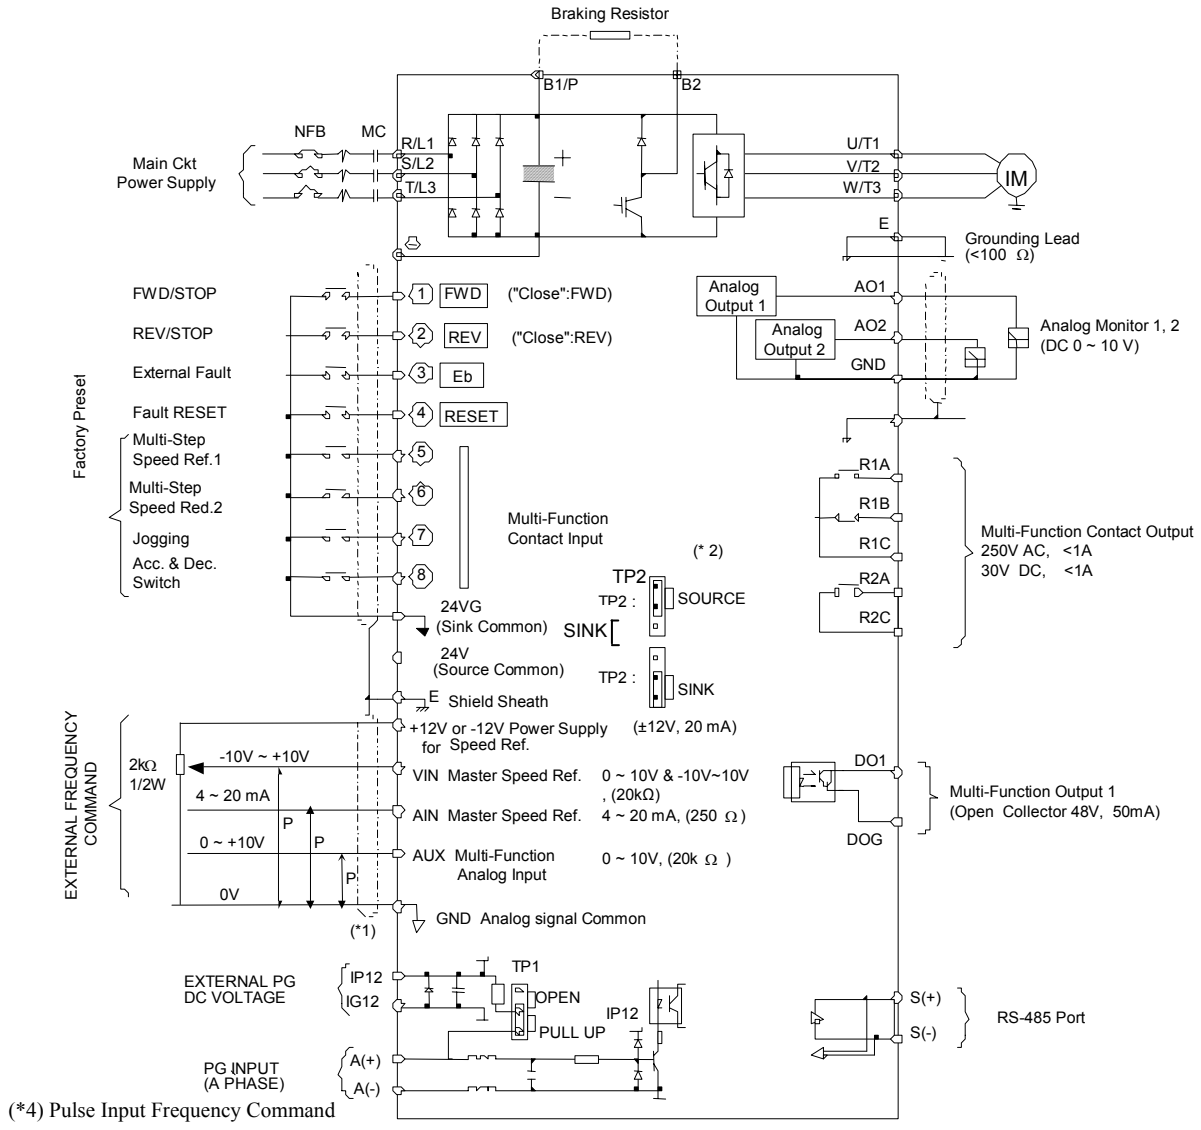 Braking Resistor
B1/P
B2
NFB
MC
R/L1
S/L2
T/L3
Main Ckt
Power Supply
+
−
U/T1
V/T2
W/T3
IM
E
Grounding Lead
(<100 Ω)
Factory Preset
FWD/STOP
1
FWD
("Close":FWD)
REV/STOP
2
REV
("Close":REV)
External Fault
3
Eb
Fault RESET
4
RESET
Multi-Step
Speed Ref.1
5
Multi-Step
Speed Red.2
6
Jogging
7
Acc. & Dec.
Switch
8
Multi-Function
Contact Input
Analog
Output 1
AO1
Analog
Output 2
AO2
GND
Analog Monitor 1, 2
(DC 0 ~ 10 V)
R1A
R1B
R1C
R2A
R2C
Multi-Function Contact Output
250V AC, <1A
30V DC, <1A
(* 2)
TP2
TP2 :
SOURCE
SINK
TP2 :
SINK
24VG
(Sink Common)
24V
(Source Common)
E
Shield Sheath
EXTERNAL FREQUENCY
COMMAND
2kΩ
1/2W
+12V or -12V Power Supply
for Speed Ref.
(±12V, 20 mA)
-10V ~ +10V
VIN Master Speed Ref.
0 ~ 10V & -10V~10V
, (20kΩ)
4 ~ 20 mA
P
AIN Master Speed Ref.
4 ~ 20 mA, (250 Ω )
P
0 ~ +10V
AUX Multi-Function
Analog Input
0 ~ 10V, (20k Ω )
P
0V
GND Analog signal Common
(*1)
DO1
DOG
Multi-Function Output 1
(Open Collector 48V, 50mA)
EXTERNAL PG
DC VOLTAGE
IP12
IG12
TP1
OPEN
PULL UP
IP12
PG INPUT
(A PHASE)
A(+)
A(-)
S(+)
S(-)
RS-485 Port
(*4) Pulse Input Frequency Command